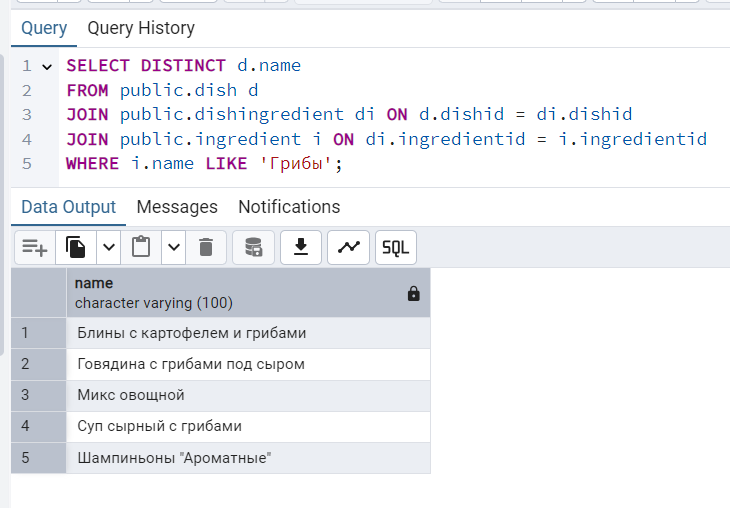 Query Query History
1 SELECT DISTINCT d.name
2 FROM public.dish d
3 JOIN public.dishingredient di ON d.dishid = di.dishid
4 JOIN public.ingredient i ON di.ingredientid = i.ingredientid
5 WHERE i.name LIKE 'Грибы';
Data Output Messages Notifications
SQL
name
character varying (100)
1 Блины с картофелем и грибами
2 Говядина с грибами под сыром
3 Микс овощной
4 Суп сырный с грибами
5 Шампиньоны "Ароматные"